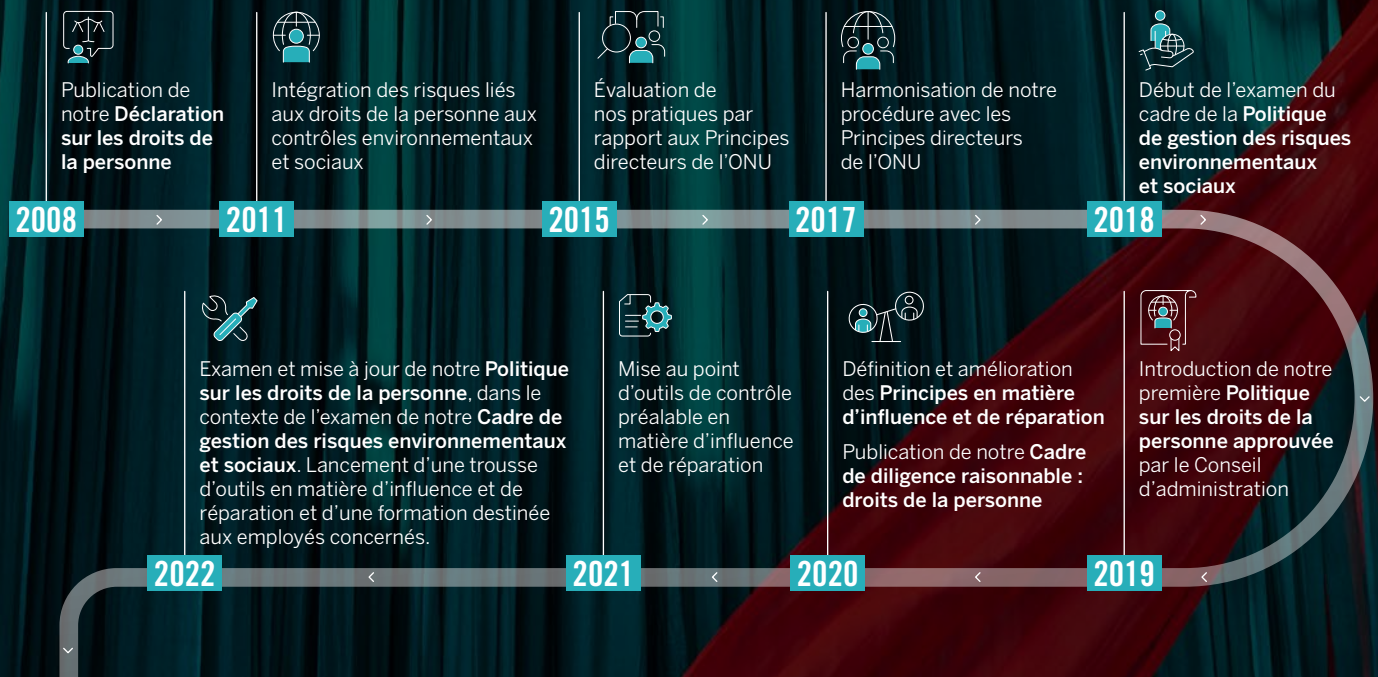 Publication de
notre Déclaration
sur les droits de
la personne
2008
Intégration des risques liés
aux droits de la personne aux
contrôles environnementaux
et sociaux
2011
Évaluation de
nos pratiques par
rapport aux Principes
directeurs de l'ONU
2015
Harmonisation de notre
procédure avec les
Principes directeurs
de l'ONU
2017
Début de l'examen du
cadre de la Politique
de gestion des risques
environnementaux
et sociaux
2018
Introduction de notre
première Politique
sur les droits de la
personne approuvée
par le Conseil
d'administration
2019
Définition et amélioration
des Principes en matière
d'influence et de réparation
Publication de notre Cadre
de diligence raisonnable :
droits de la personne
2020
Mise au point
d'outils de contrôle
préalable en
matière d'influence
et de réparation
2021
Examen et mise à jour de notre Politique
sur les droits de la personne, dans le
contexte de l'examen de notre Cadre de
gestion des risques environnementaux
et sociaux. Lancement d'une trousse
d'outils en matière d'influence et de
réparation et d'une formation destinée
aux employés concernés.
2022